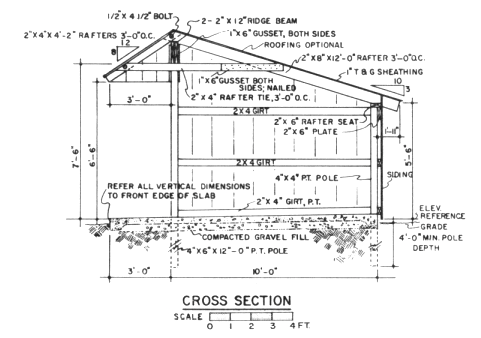 1/2" X 4 1/2" BOLT
2 - 2" X 12" RIDGE BEAM
2" X 4" X 4'-2" RAFTERS 3'-0" O.C.
1" X 6" GUSSET, BOTH SIDES
ROOFING OPTIONAL
12
8
2" X 8" X 12'-0" RAFTER 3'-0" O.C.
1" T & G SHEATHING
1" X 6" GUSSET BOTH
SIDES; NAILED
10
3
3'-0"
2" X 4" RAFTER TIE, 3'-0" O.C.
2 X 4 GIRT
2" X 6" RAFTER SEAT
2" X 6" PLATE
1'-11"
7'-6"
6'-6"
5'-6"
2 X 4 GIRT
4" X 4" P.T. POLE
SIDING
REFER ALL VERTICAL DIMENSIONS
TO FRONT EDGE OF SLAB
2" X 4" GIRT, P.T.
ELEV.
REFERENCE
GRADE
COMPACTED GRAVEL FILL
4'-0" MIN. POLE
DEPTH
4" X 6" X 12'-0" P.T. POLE
3'-0"
10'-0"
CROSS SECTION
SCALE
0 1 2 3 4 FT.